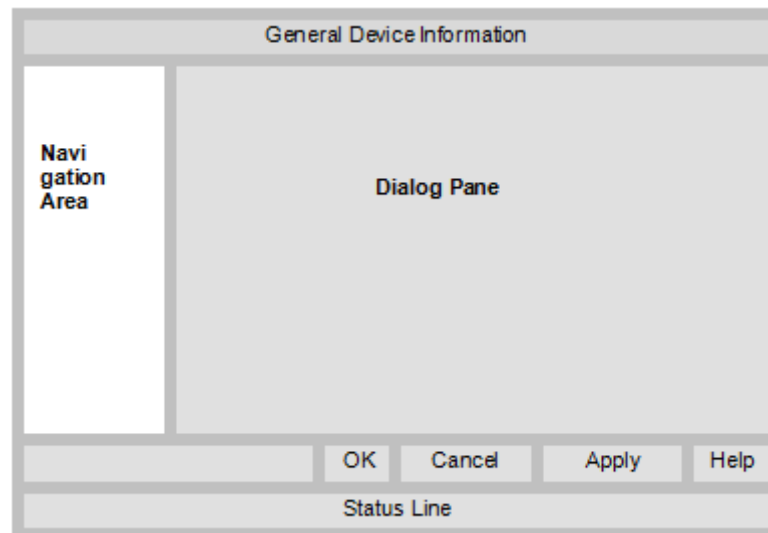 General Device Information
Navi
gation
Area
Dialog Pane
OK Cancel Apply Help
Status Line